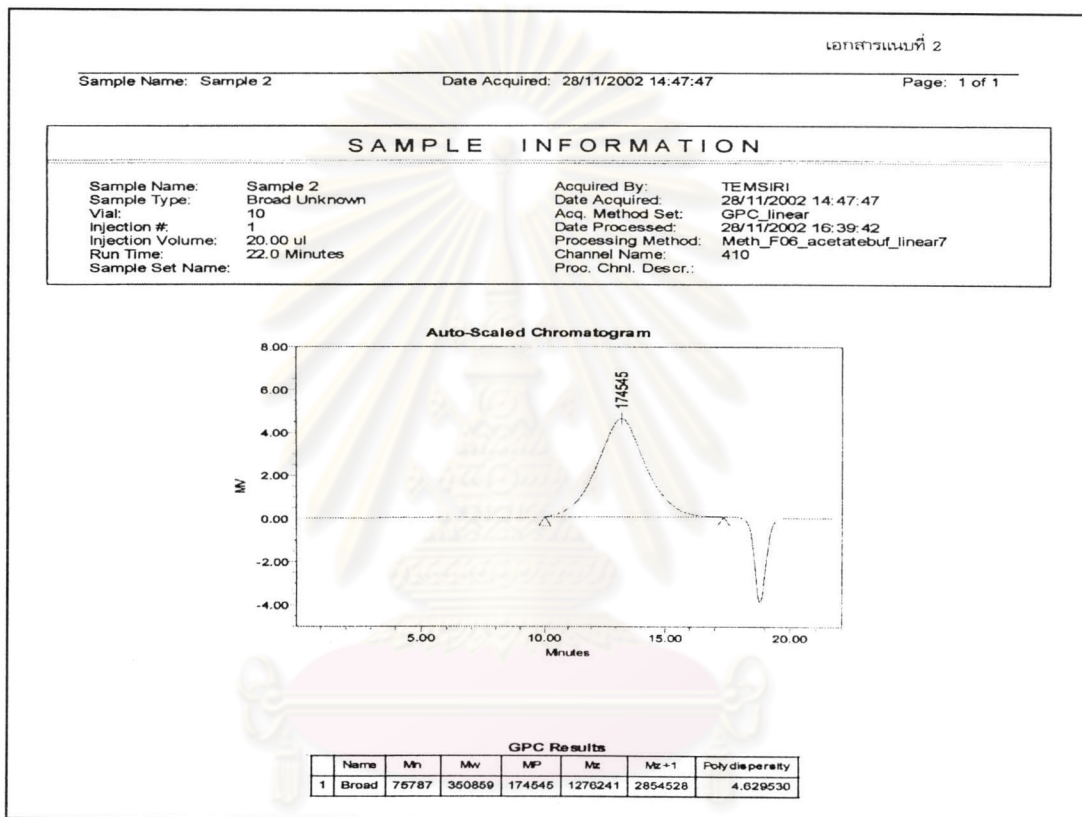 เอกสารแนบที่ 2
Sample Name: Sample 2 Date Acquired: 28/11/2002 14:47:47 Page: 1 of 1
SAMPLE INFORMATION
Sample Name: Sample 2 Acquired By: TEMSIRI
Sample Type: Broad Unknown Date Acquired: 28/11/2002 14:47:47
Vial: 10 Acq. Method Set: GPC_linear
Injection #: 1 Date Processed: 28/11/2002 16:39:42
Injection Volume: 20.00 ul Processing Method: Meth_F06_acetatebuf_linear7
Run Time: 22.0 Minutes Channel Name: 410
Sample Set Name: Proc. Chnl. Descr.:
Auto-Scaled Chromatogram
8.00
6.00
4.00
2.00
0.00
-2.00
-4.00
MV
174545
5.00 10.00 15.00 20.00
Minutes
GPC Results
Name Mn Mw MP Mz Mz+1 Polydispersity
1 Broad 75787 350859 174545 1276241 2854528 4.629530